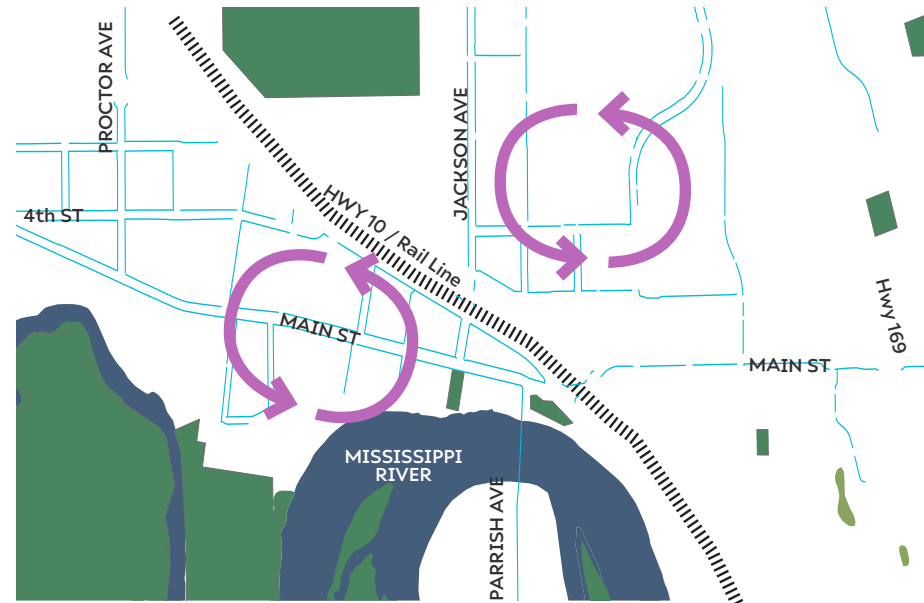 PROCTOR AVE
JACKSON AVE
4th ST
HWY 10 / Rail Line
Hwy 169
MAIN ST
MAIN ST
MISSISSIPPI
RIVER
PARRISH AVE